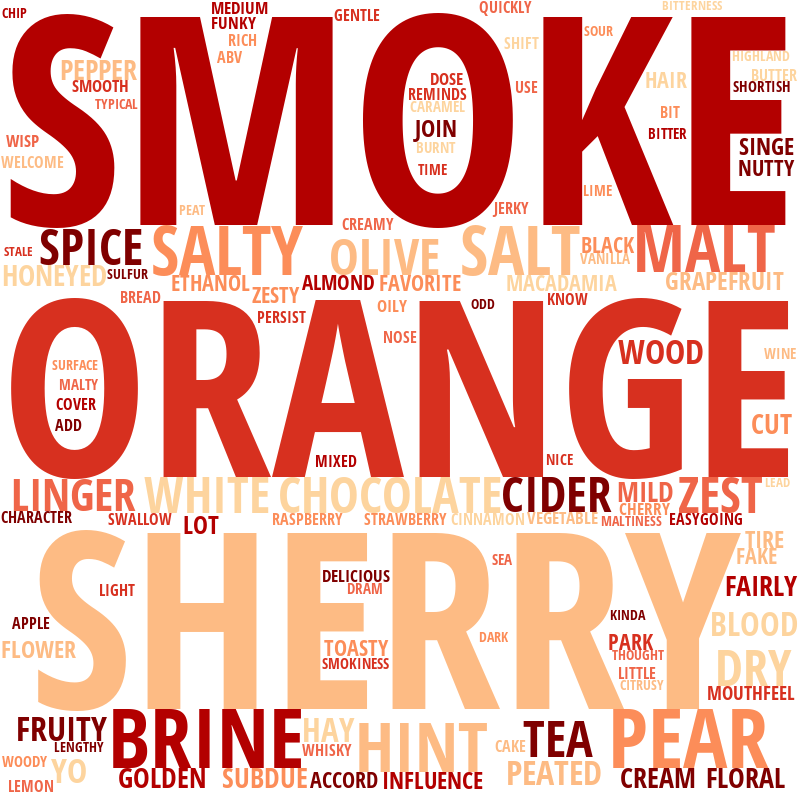 CHIP
MEDIUM
FUNKY
RICH
ABV
GENTLE
QUICKLY
BITTERNESS
SHIFT
SOUR
SMOKE
PEPPER
SMOOTH
TYPICAL
DOSE
REMINDS
CARAMEL
JOIN
BURNT
TIME
USE
HAIR
BIT
BITTER
HIGHLAND
BUTTER
SHORTISH
SINGE
NUTTY
WISP
WELCOME
PEAT
LIME
JERKY
CREAMY
STALE
SPICE
SALTY
OLIVE
SALT
BLACK
VANILLA
MALT
HONEYED
SULFUR
ETHANOL
ALMOND
FAVORITE
MACADAMIA
GRAPEFRUIT
BREAD
ZESTY
PERSIST
OILY
ODD
KNOW
NOSE
ORANGE
WOOD
WINE
SURFACE
MALTY
COVER
ADD
CUT
MIXED
NICE
LINGER
WHITE CHOCOLATE
CIDER
MILD
CHERRY
ZEST
LEAD
CHARACTER
SWALLOW
LOT
RASPBERRY
STRAWBERRY
CINNAMON
VEGETABLE
MALTINESS
EASYGOING
SHERRY
TIRE
FAKE
SEA
LIGHT
DELICIOUS
DRAM
FAIRLY
APPLE
KINDA
BLOOD
FLOWER
TOASTY
SMOKINESS
DARK
PARK
THOUGHT
LITTLE
CITRUSY
DRY
MOUTHFEEL
FRUITY
LENGTHY
BRINE
HAY
WHISKY
HINT
CAKE
TEA
PEAR
WOODY
YO
LEMON
GOLDEN
SUBDUE
ACCORD
INFLUENCE
PEATED
CREAM
FLORAL